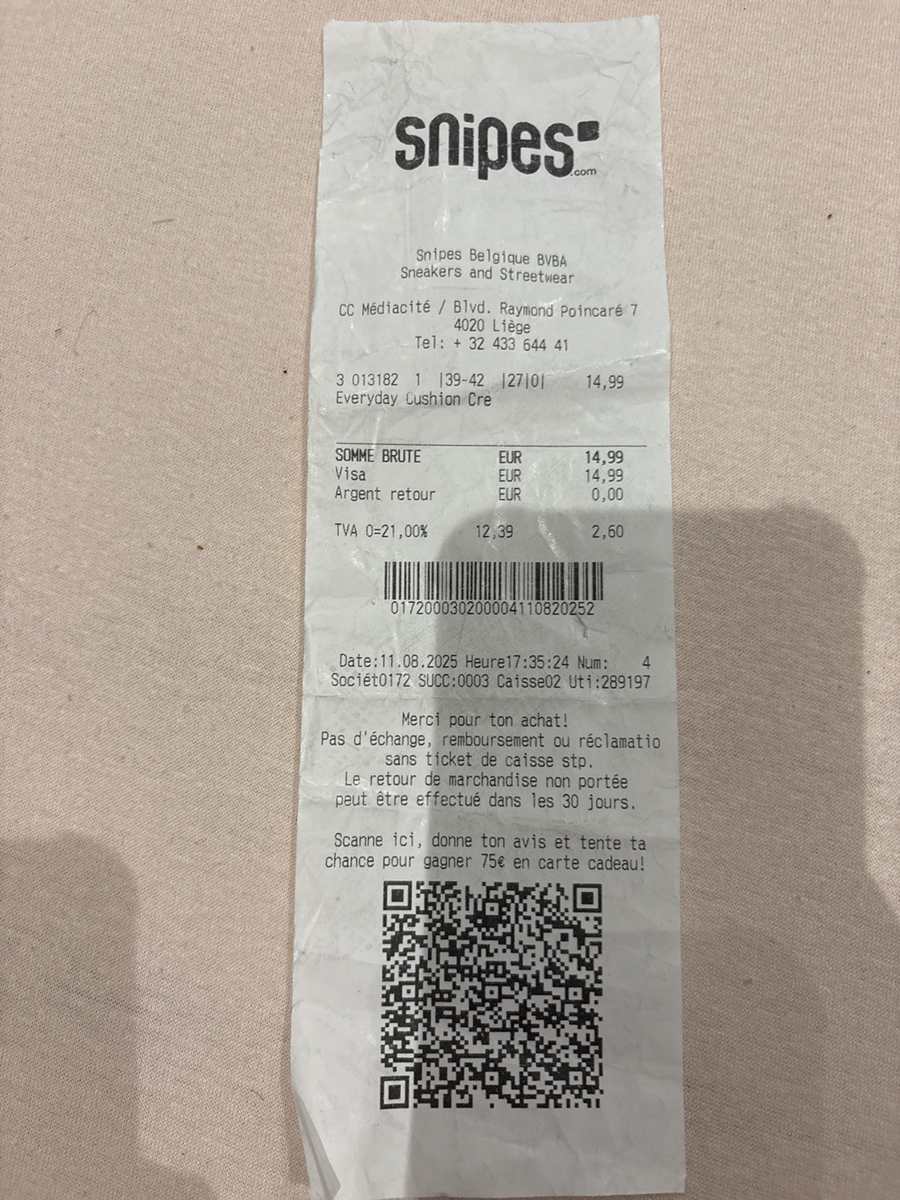 snipes
.com
Snipes Belgique BVBA
Sneakers and Streetwear
CC Médiacité / Blvd. Raymond Poincaré 7
4020 Liège
Tel: + 32 433 644 41
3 013182 1 |39-42 |27|0| 14,99
Everyday Cushion Cre
SOMME BRUTE EUR 14,99
Visa EUR 14,99
Argent retour EUR 0,00
TVA 0=21,00% 12,39 2,60
017200030200004110820252
Date:11.08.2025 Heure17:35:24 Num: 4
Sociét0172 SUCC:0003 Caisse02 Uti:289197
Merci pour ton achat!
Pas d'échange, remboursement ou réclamatio
sans ticket de caisse stp.
Le retour de marchandise non portée
peut être effectué dans les 30 jours.
Scanne ici, donne ton avis et tente ta
chance pour gagner 75€ en carte cadeau!